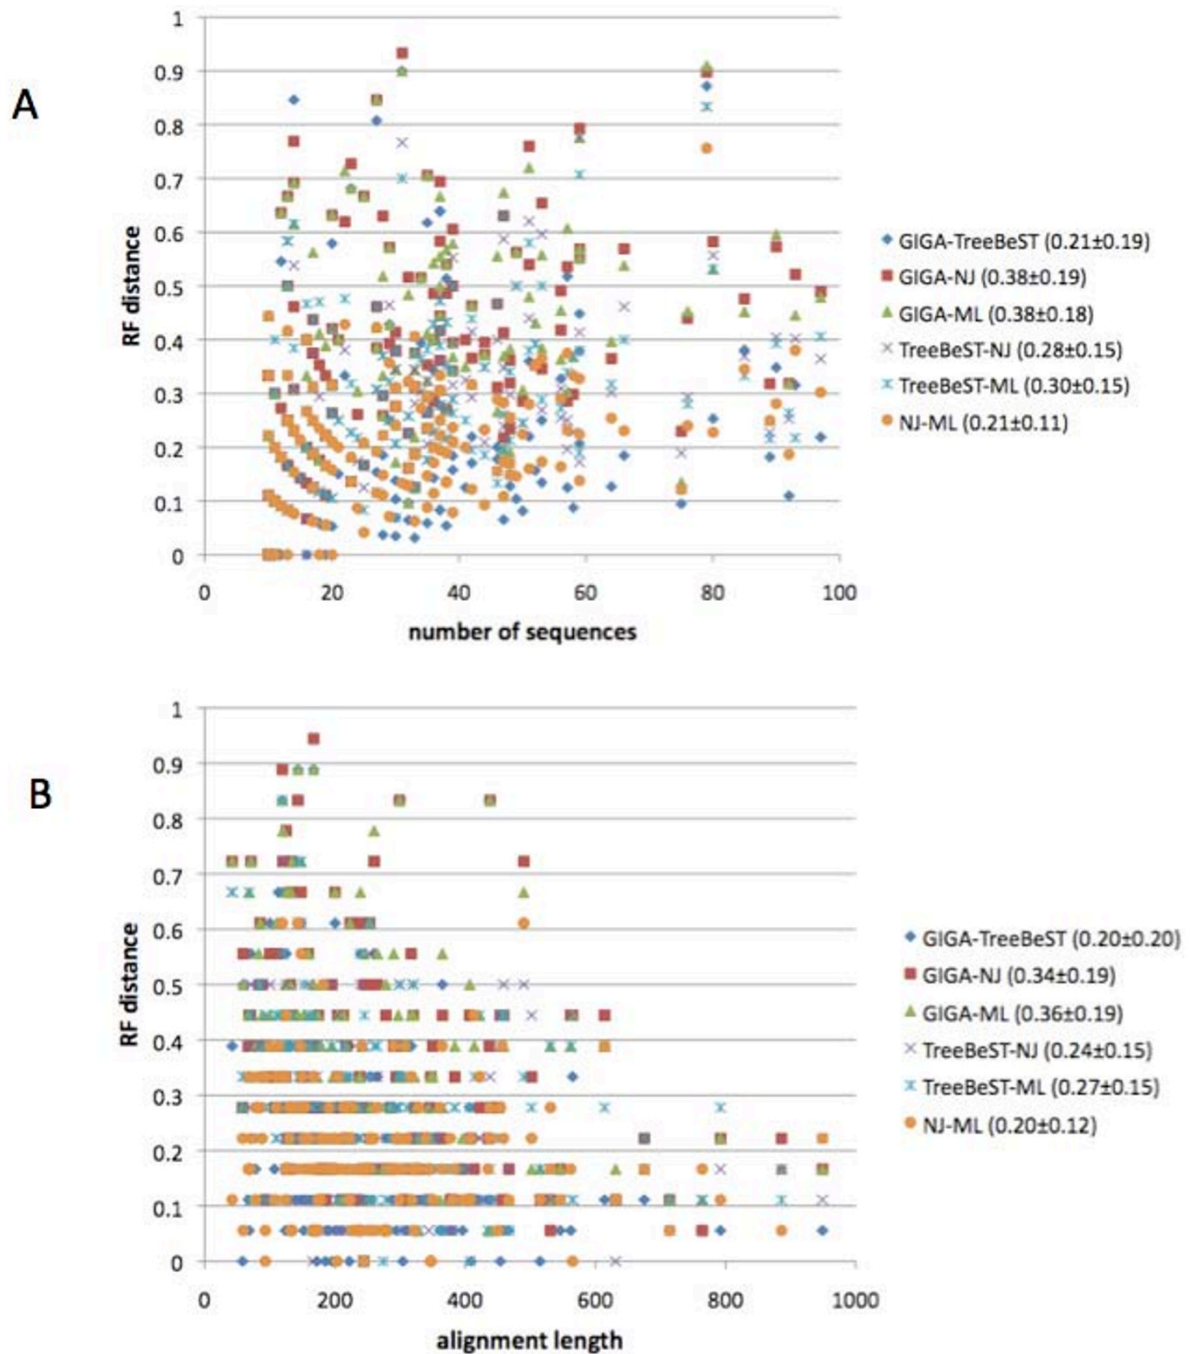 A
1
0.9
0.8
0.7
0.6
0.5
0.4
0.3
0.2
0.1
0
RF distance
0 20 40 60 80 100
number of sequences
GIGA-TreeBeST (0.21±0.19)
GIGA-NJ (0.38±0.19)
GIGA-ML (0.38±0.18)
TreeBeST-NJ (0.28±0.15)
TreeBeST-ML (0.30±0.15)
NJ-ML (0.21±0.11)
B
1
0.9
0.8
0.7
0.6
0.5
0.4
0.3
0.2
0.1
0
RF distance
0 200 400 600 800 1000
alignment length
GIGA-TreeBeST (0.20±0.20)
GIGA-NJ (0.34±0.19)
GIGA-ML (0.36±0.19)
TreeBeST-NJ (0.24±0.15)
TreeBeST-ML (0.27±0.15)
NJ-ML (0.20±0.12)